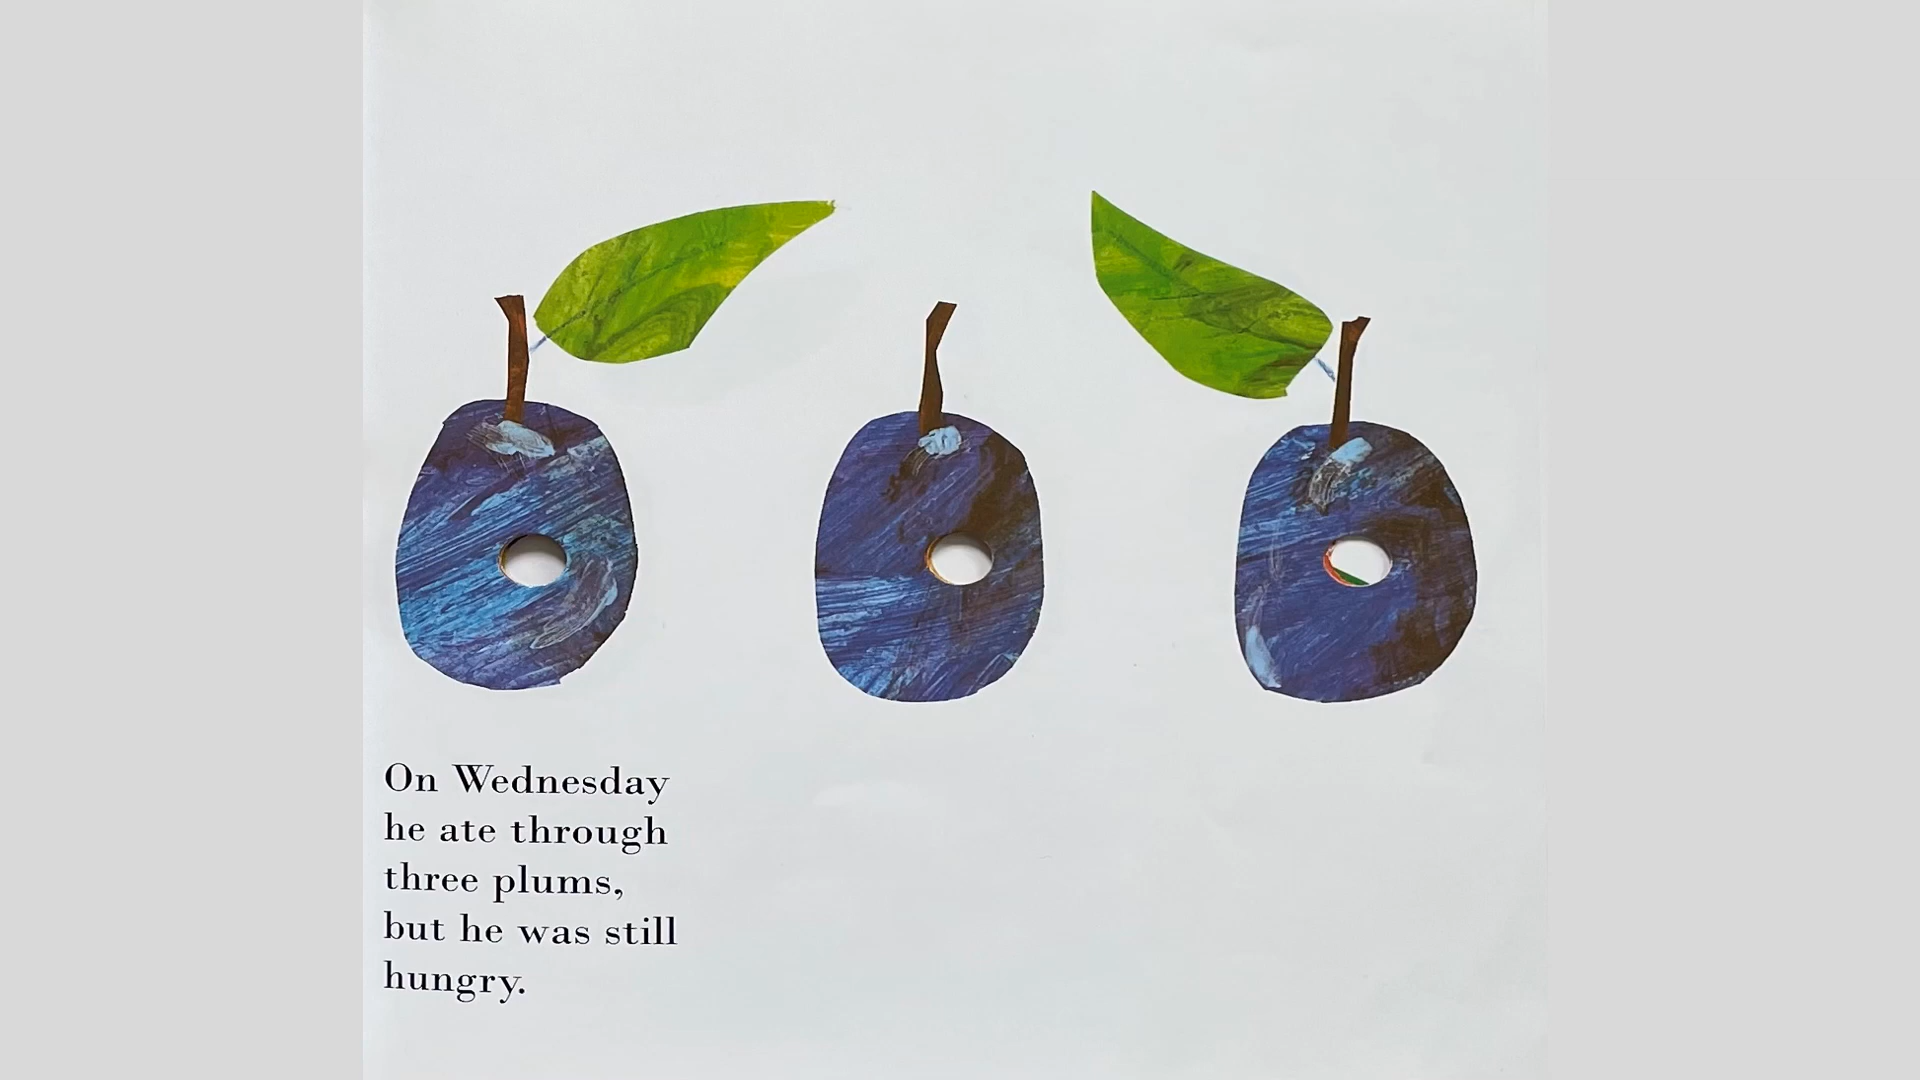 On Wednesday
he ate through
three plums,
but he was still
hungry.